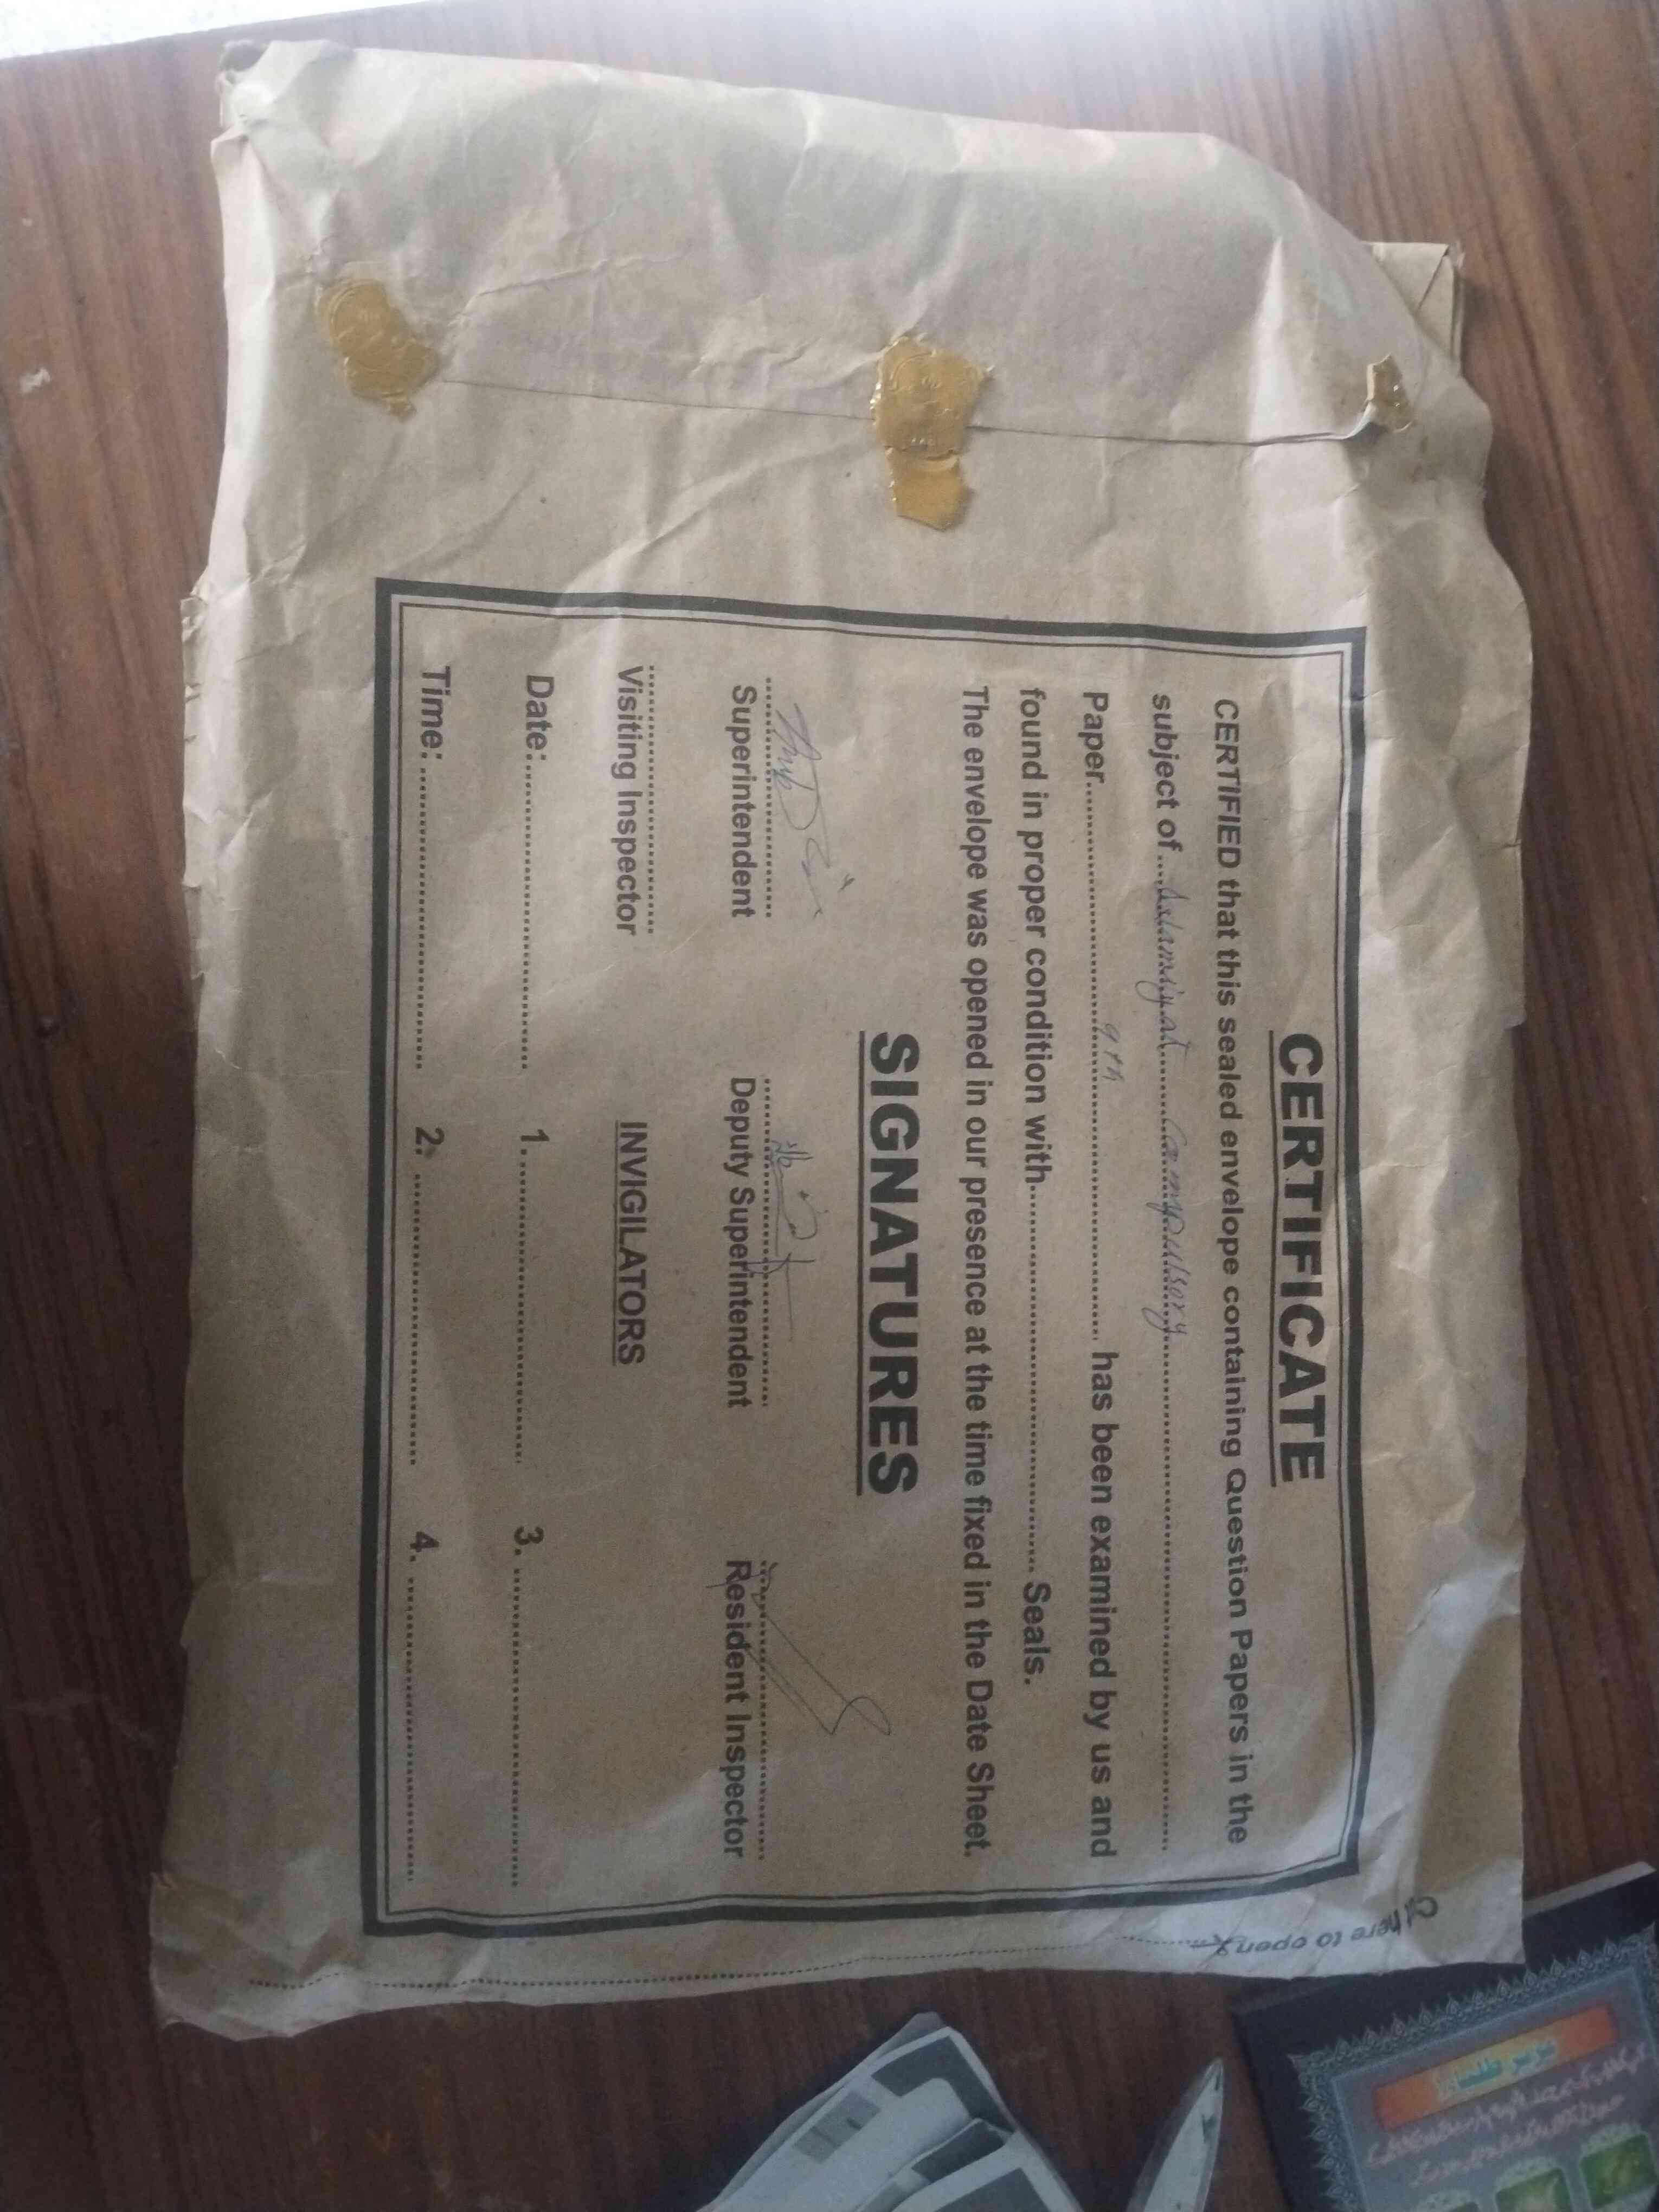 CERTIFICATE
CERTIFIED that this sealed envelope containing Question Papers in the
subject of....Islamiyat......Compulsory.....................
Paper..................9th.................. has been examined by us and
found in proper condition with.................................... Seals.
The envelope was opened in our presence at the time fixed in the Date Sheet.
SIGNATURES
Superintendent Deputy Superintendent Resident Inspector
Visiting Inspector INVIGILATORS
Date:.............................. 1.............................. 3. ..............................
Time: .............................. 2. .............................. 4. ..............................
here to open